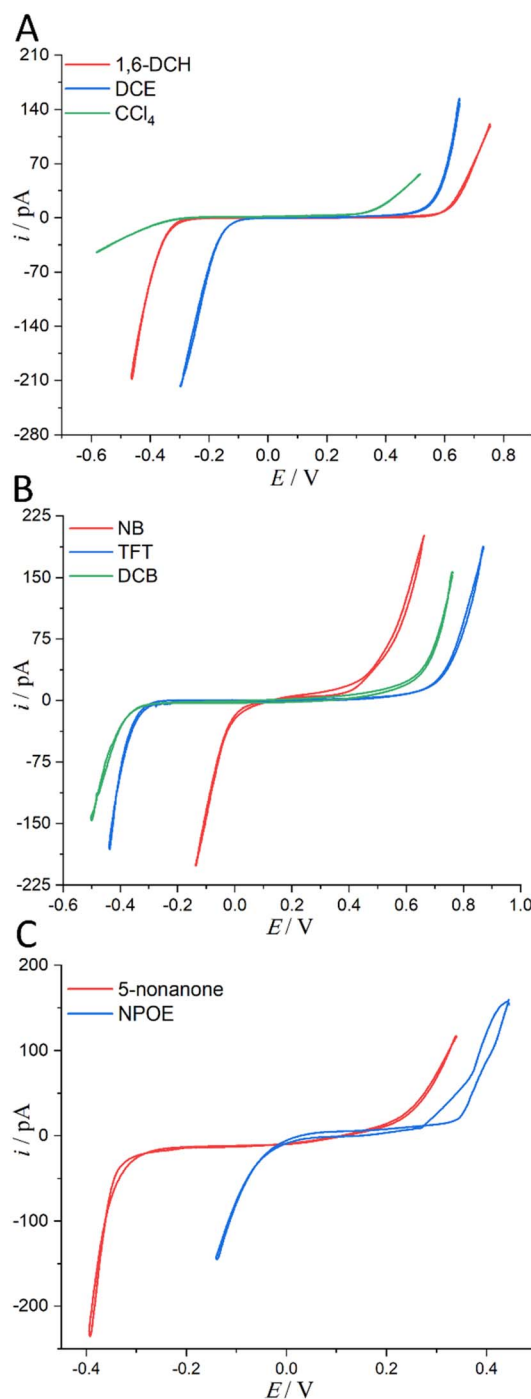 A
210
140
70
0
-70
-140
-210
-280
i / pA
1,6-DCH
DCE
CCl₄
-0.6 -0.4 -0.2 0.0 0.2 0.4 0.6 0.8
E / V
B
225
150
75
0
-75
-150
-225
i / pA
NB
TFT
DCB
-0.6 -0.4 -0.2 0.0 0.2 0.4 0.6 0.8 1.0
E / V
C
200
100
0
-100
-200
i / pA
5-nonanone
NPOE
-0.4 -0.2 0.0 0.2 0.4
E / V